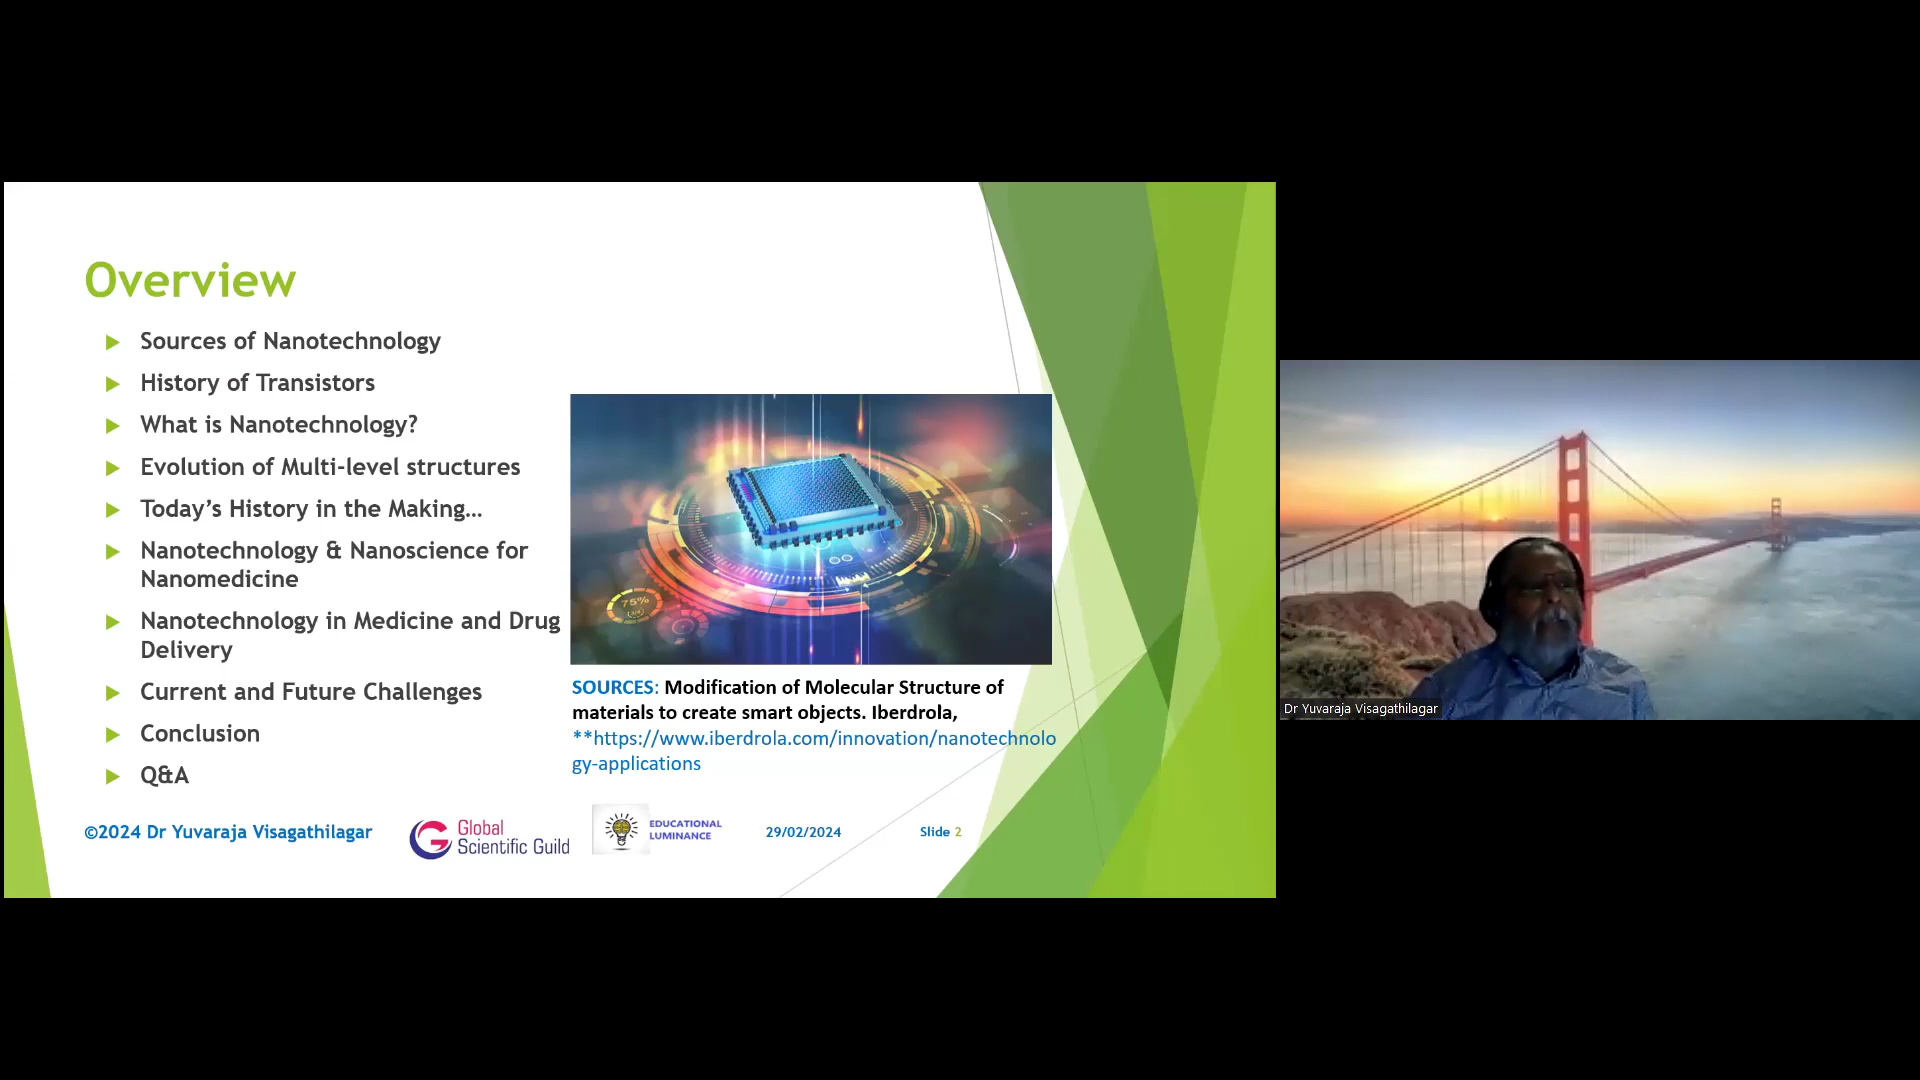 Overview
Sources of Nanotechnology
History of Transistors
What is Nanotechnology?
Evolution of Multi-level structures
Today’s History in the Making…
Nanotechnology & Nanoscience for
Nanomedicine
Nanotechnology in Medicine and Drug
Delivery
Current and Future Challenges
Conclusion
Q&A
75%
SOURCES: Modification of Molecular Structure of
materials to create smart objects. Iberdrola,
**https://www.iberdrola.com/innovation/nanotechnolo
gy-applications
©2024 Dr Yuvaraja Visagathilagar
Global
Scientific Guild
EDUCATIONAL
LUMINANCE
29/02/2024
Slide 2
Dr Yuvaraja Visagathilagar